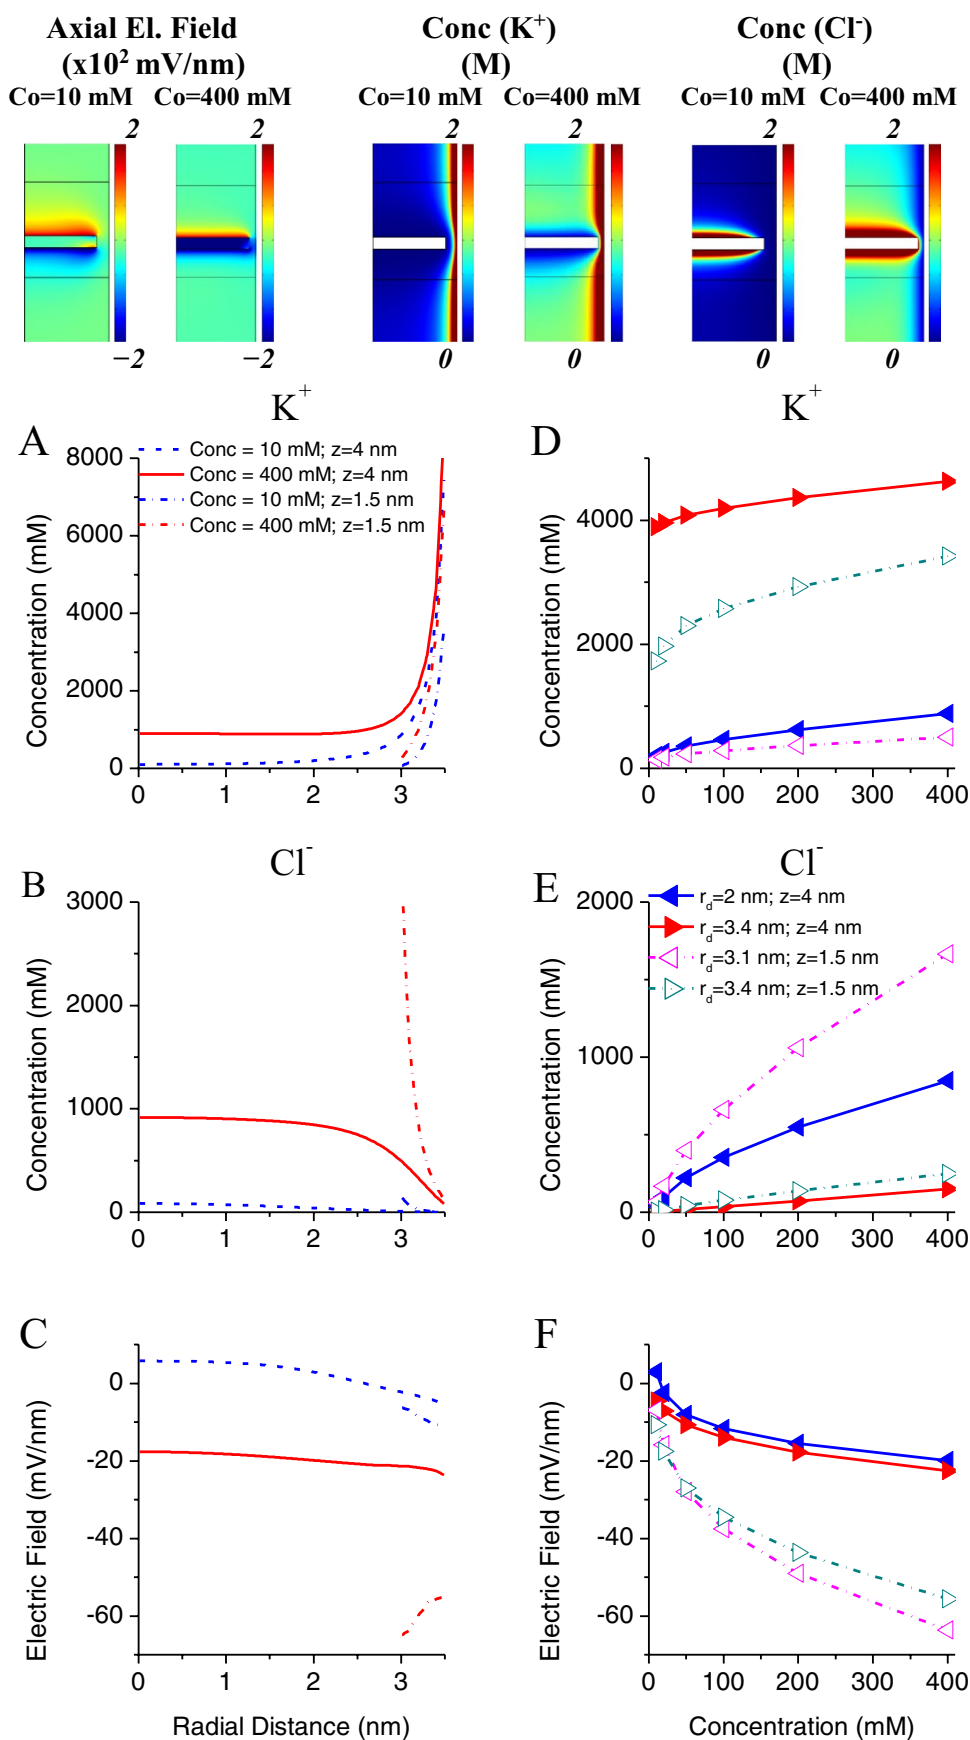 Axial El. Field Conc (K+) Conc (Cl-)
(x10² mV/nm) (M) (M)
Co=10 mM Co=400 mM Co=10 mM Co=400 mM Co=10 mM Co=400 mM
2 2 2 2 2 2
−2 −2 0 0 0 0
K+ K+
A
Conc = 10 mM; z=4 nm
Conc = 400 mM; z=4 nm
Conc = 10 mM; z=1.5 nm
Conc = 400 mM; z=1.5 nm
8000
6000
4000
2000
0
Concentration (mM)
0 1 2 3
D
4000
2000
0
Concentration (mM)
0 100 200 300 400
Cl- Cl-
B
3000
2000
1000
0
Concentration (mM)
0 1 2 3
E
r_d=2 nm; z=4 nm
r_d=3.4 nm; z=4 nm
r_d=3.1 nm; z=1.5 nm
r_d=3.4 nm; z=1.5 nm
2000
1000
0
Concentration (mM)
0 100 200 300 400
C
0
-20
-40
-60
Electric Field (mV/nm)
0 1 2 3
Radial Distance (nm)
F
0
-20
-40
-60
Electric Field (mV/nm)
0 100 200 300 400
Concentration (mM)